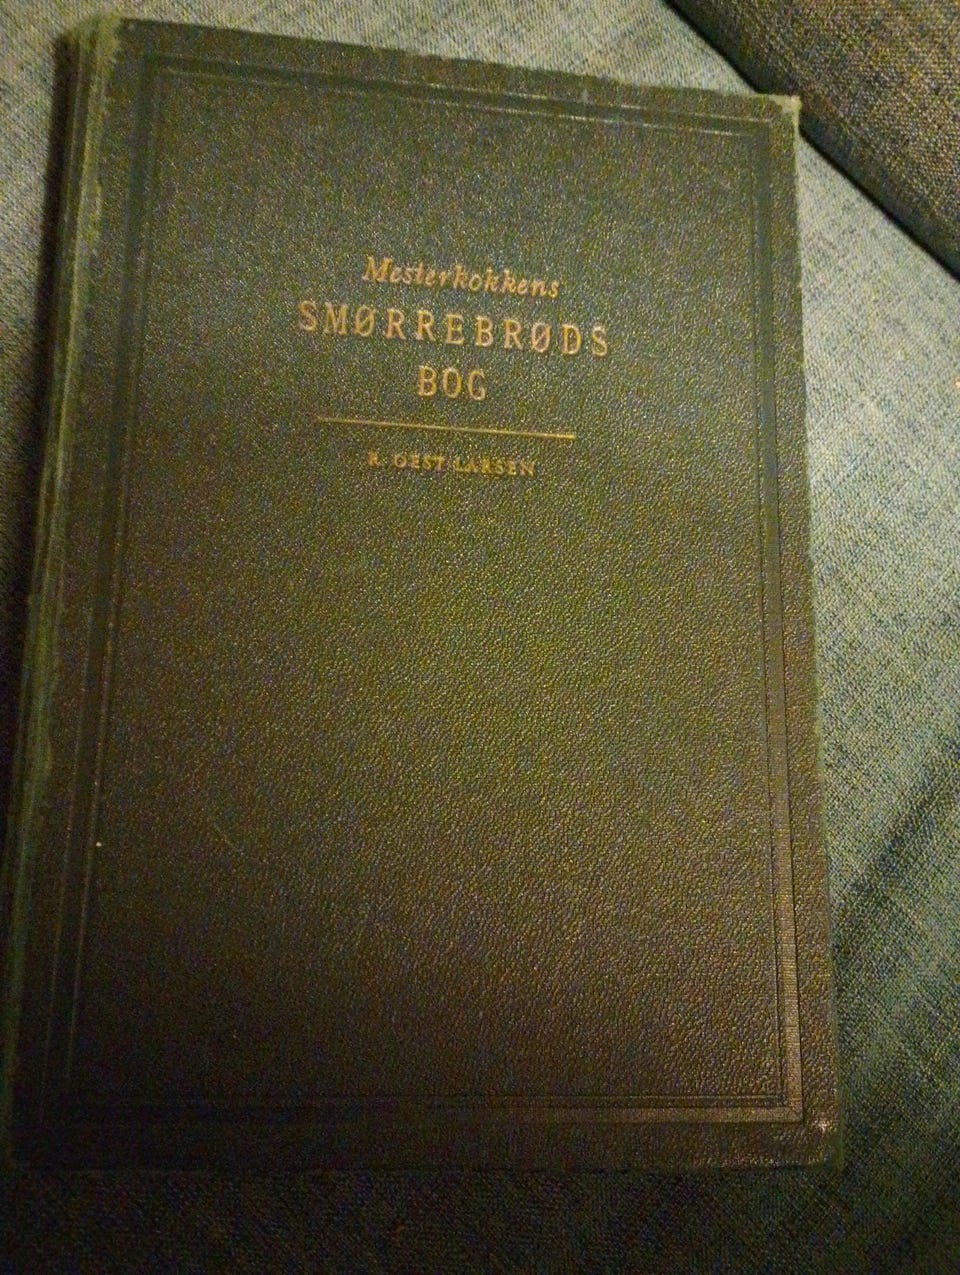 Mesterkokkens
SMØRREBRØDS
BOG
R. GEST LARSEN